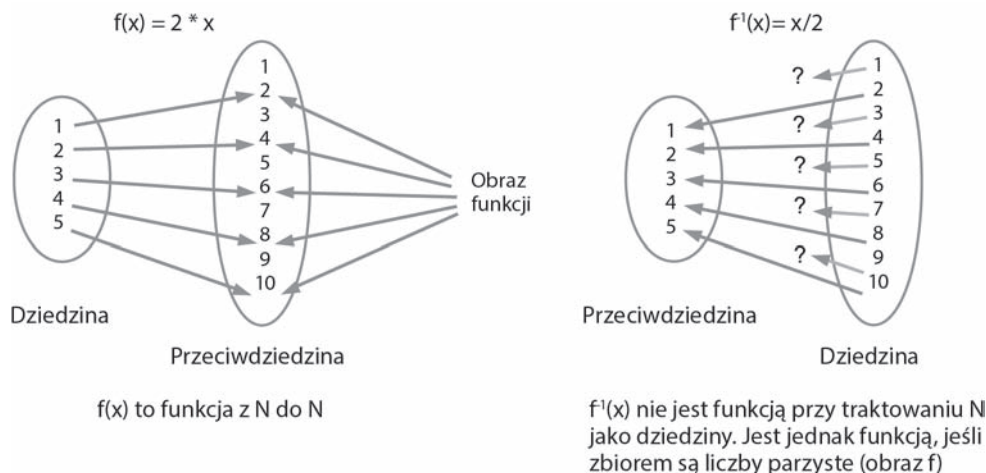 f(x) = 2 * x
1
2
3
4
5
1
2
3
4
5
6
7
8
9
10
Obraz
funkcji
Dziedzina
Przeciwdziedzina
f(x) to funkcja z N do N
f⁻¹(x)= x/2
1
2
3
4
5
?
?
?
?
?
1
2
3
4
5
6
7
8
9
10
Przeciwdziedzina
Dziedzina
f⁻¹(x) nie jest funkcją przy traktowaniu N
jako dziedziny. Jest jednak funkcją, jeśli
zbiorem są liczby parzyste (obraz f)